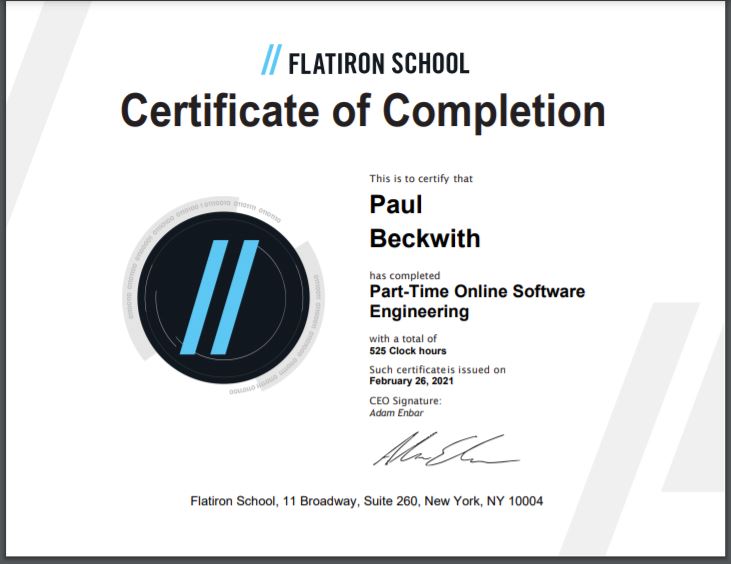 FLATIRON SCHOOL
Certificate of Completion
This is to certify that
Paul
Beckwith
has completed
Part-Time Online Software
Engineering
with a total of
525 Clock hours
Such certificate is issued on
February 26, 2021
CEO Signature:
Adam Enbar
Flatiron School, 11 Broadway, Suite 260, New York, NY 10004